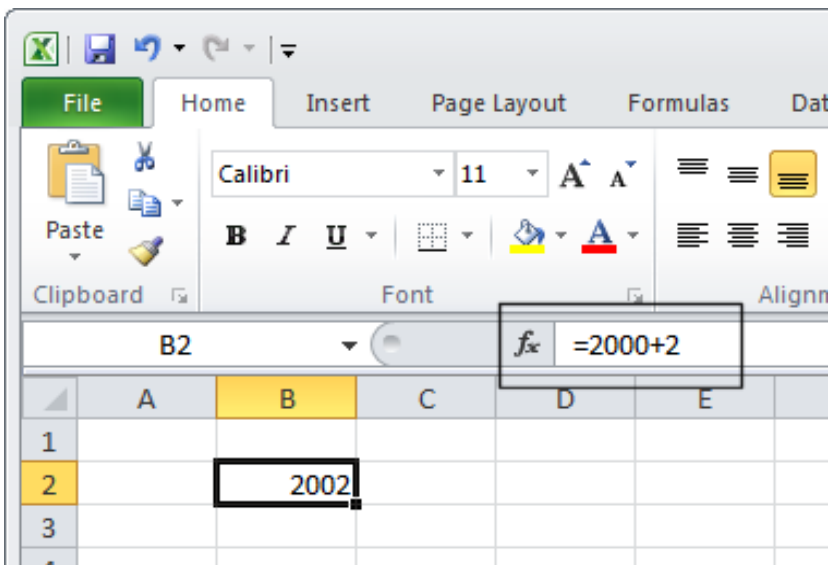 File Home Insert Page Layout Formulas Dat
Calibri 11 A A
Paste B I U A
Clipboard Font Alignm
B2 fx =2000+2
A B C D E
1
2 2002
3